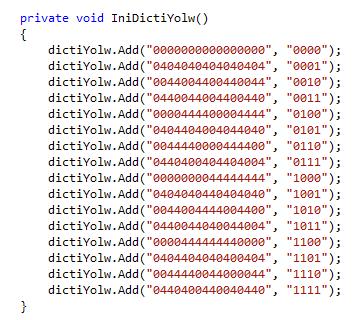 private void IniDictiYolw()
{
dictiYolw.Add("0000000000000000", "0000");
dictiYolw.Add("0404040404040404", "0001");
dictiYolw.Add("0044004400440044", "0010");
dictiYolw.Add("0440044004400440", "0011");
dictiYolw.Add("0000444400004444", "0100");
dictiYolw.Add("0404404004044040", "0101");
dictiYolw.Add("0044440000444400", "0110");
dictiYolw.Add("0440400404404004", "0111");
dictiYolw.Add("0000000044444444", "1000");
dictiYolw.Add("0404040440404040", "1001");
dictiYolw.Add("0044004444004400", "1010");
dictiYolw.Add("0440044040044004", "1011");
dictiYolw.Add("0000444444440000", "1100");
dictiYolw.Add("0404404040400404", "1101");
dictiYolw.Add("0044440044000044", "1110");
dictiYolw.Add("0440400440040440", "1111");
}